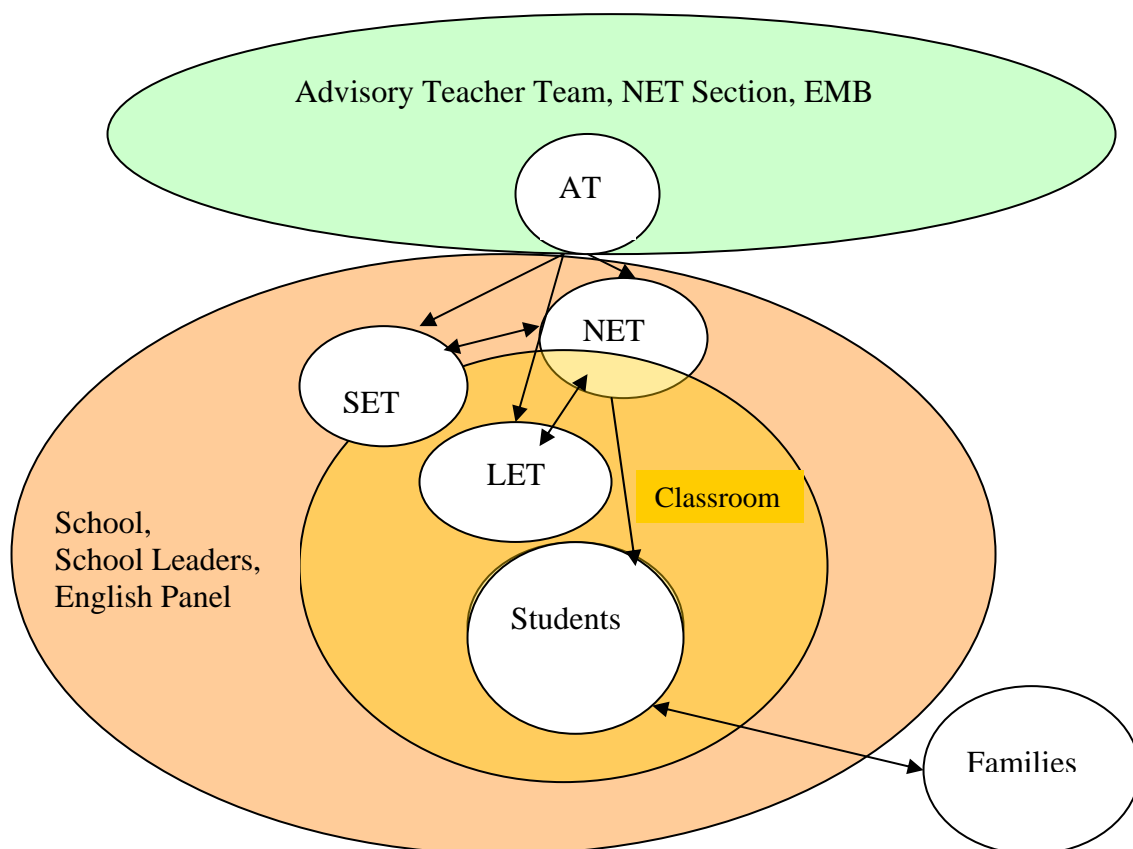 Advisory Teacher Team, NET Section, EMB
AT
NET
SET
LET
Classroom
School,
School Leaders,
English Panel
Students
Families